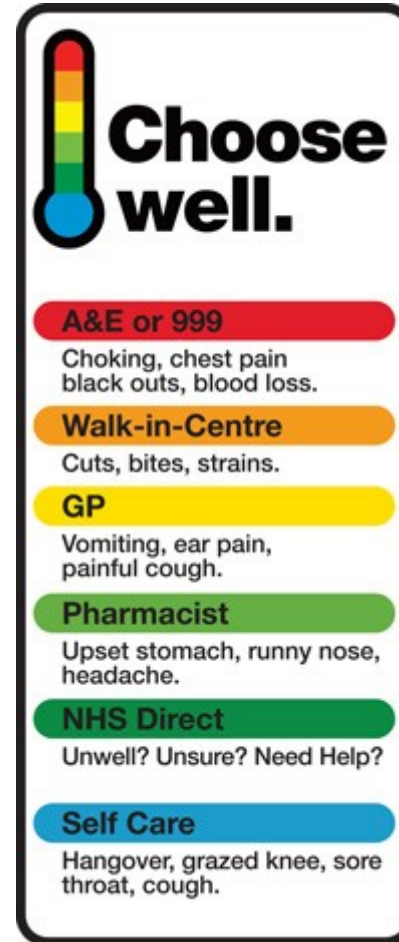 Choose
well.
A&E or 999
Choking, chest pain
black outs, blood loss.
Walk-in-Centre
Cuts, bites, strains.
GP
Vomiting, ear pain,
painful cough.
Pharmacist
Upset stomach, runny nose,
headache.
NHS Direct
Unwell? Unsure? Need Help?
Self Care
Hangover, grazed knee, sore
throat, cough.